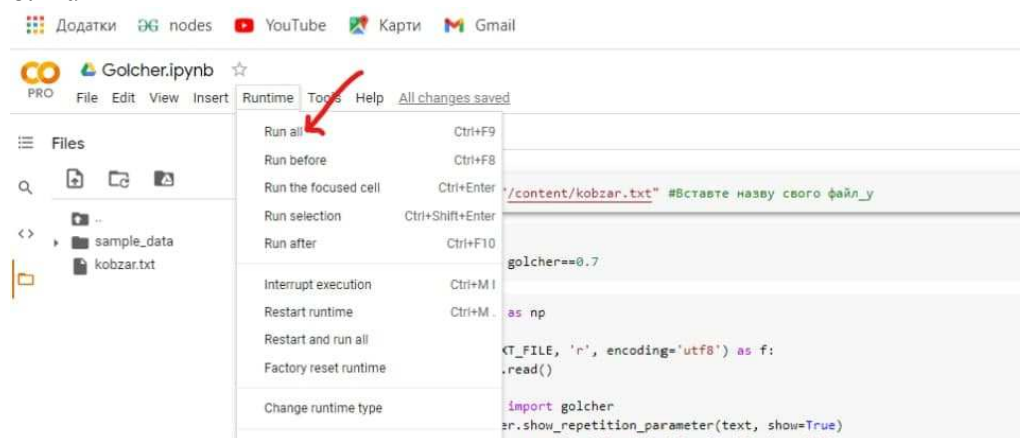 Додатки nodes YouTube Карти Gmail
CO Golcher.ipynb
PRO File Edit View Insert Runtime Tools Help All changes saved
Files
Run all Ctrl+F9
Run before Ctrl+F8
Run the focused cell Ctrl+Enter
Run selection Ctrl+Shift+Enter
Run after Ctrl+F10
Interrupt execution Ctrl+M I
Restart runtime Ctrl+M .
Restart and run all
Factory reset runtime
Change runtime type
..
sample_data
kobzar.txt
"/content/kobzar.txt" #Вставте назву свого файл_у
golcher==0.7
as np
_FILE, 'r', encoding='utf8') as f:
.read()
import golcher
.show_repetition_parameter(text, show=True)